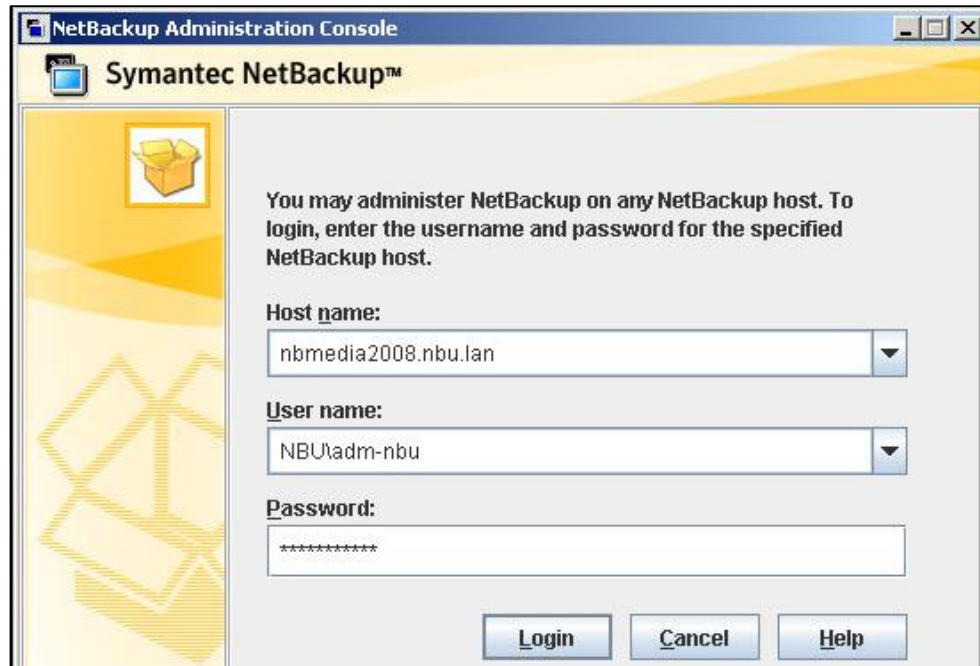 NetBackup Administration Console
Symantec NetBackup™
You may administer NetBackup on any NetBackup host. To
login, enter the username and password for the specified
NetBackup host.
Host name:
nbmedia2008.nbu.lan
User name:
NBU\adm-nbu
Password:
***********
Login Cancel Help